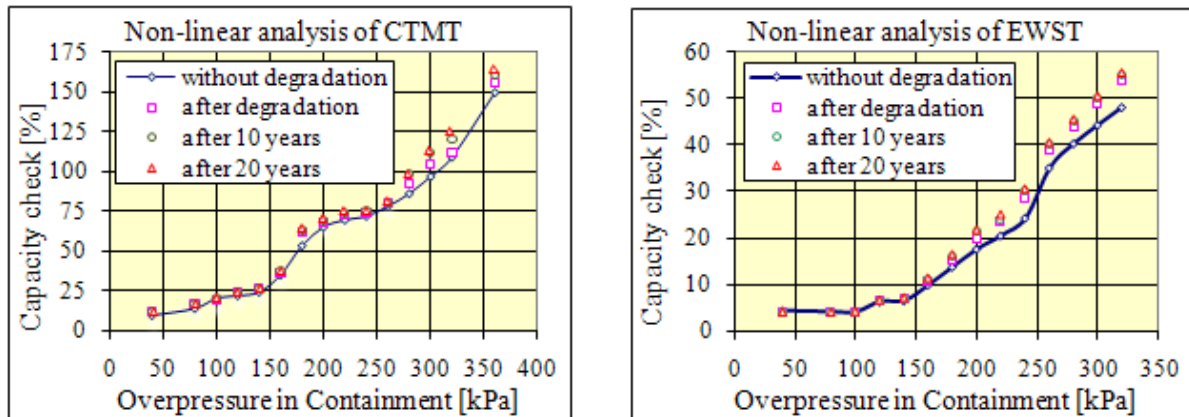 Non-linear analysis of CTMT
Capacity check [%]
175
150
125
100
75
50
25
0
without degradation
after degradation
after 10 years
after 20 years
0 50 100 150 200 250 300 350 400
Overpressure in Containment [kPa]
Non-linear analysis of EWST
Capacity check [%]
60
50
40
30
20
10
0
without degradation
after degradation
after 10 years
after 20 years
0 50 100 150 200 250 300 350
Overpressure in Containment [kPa]